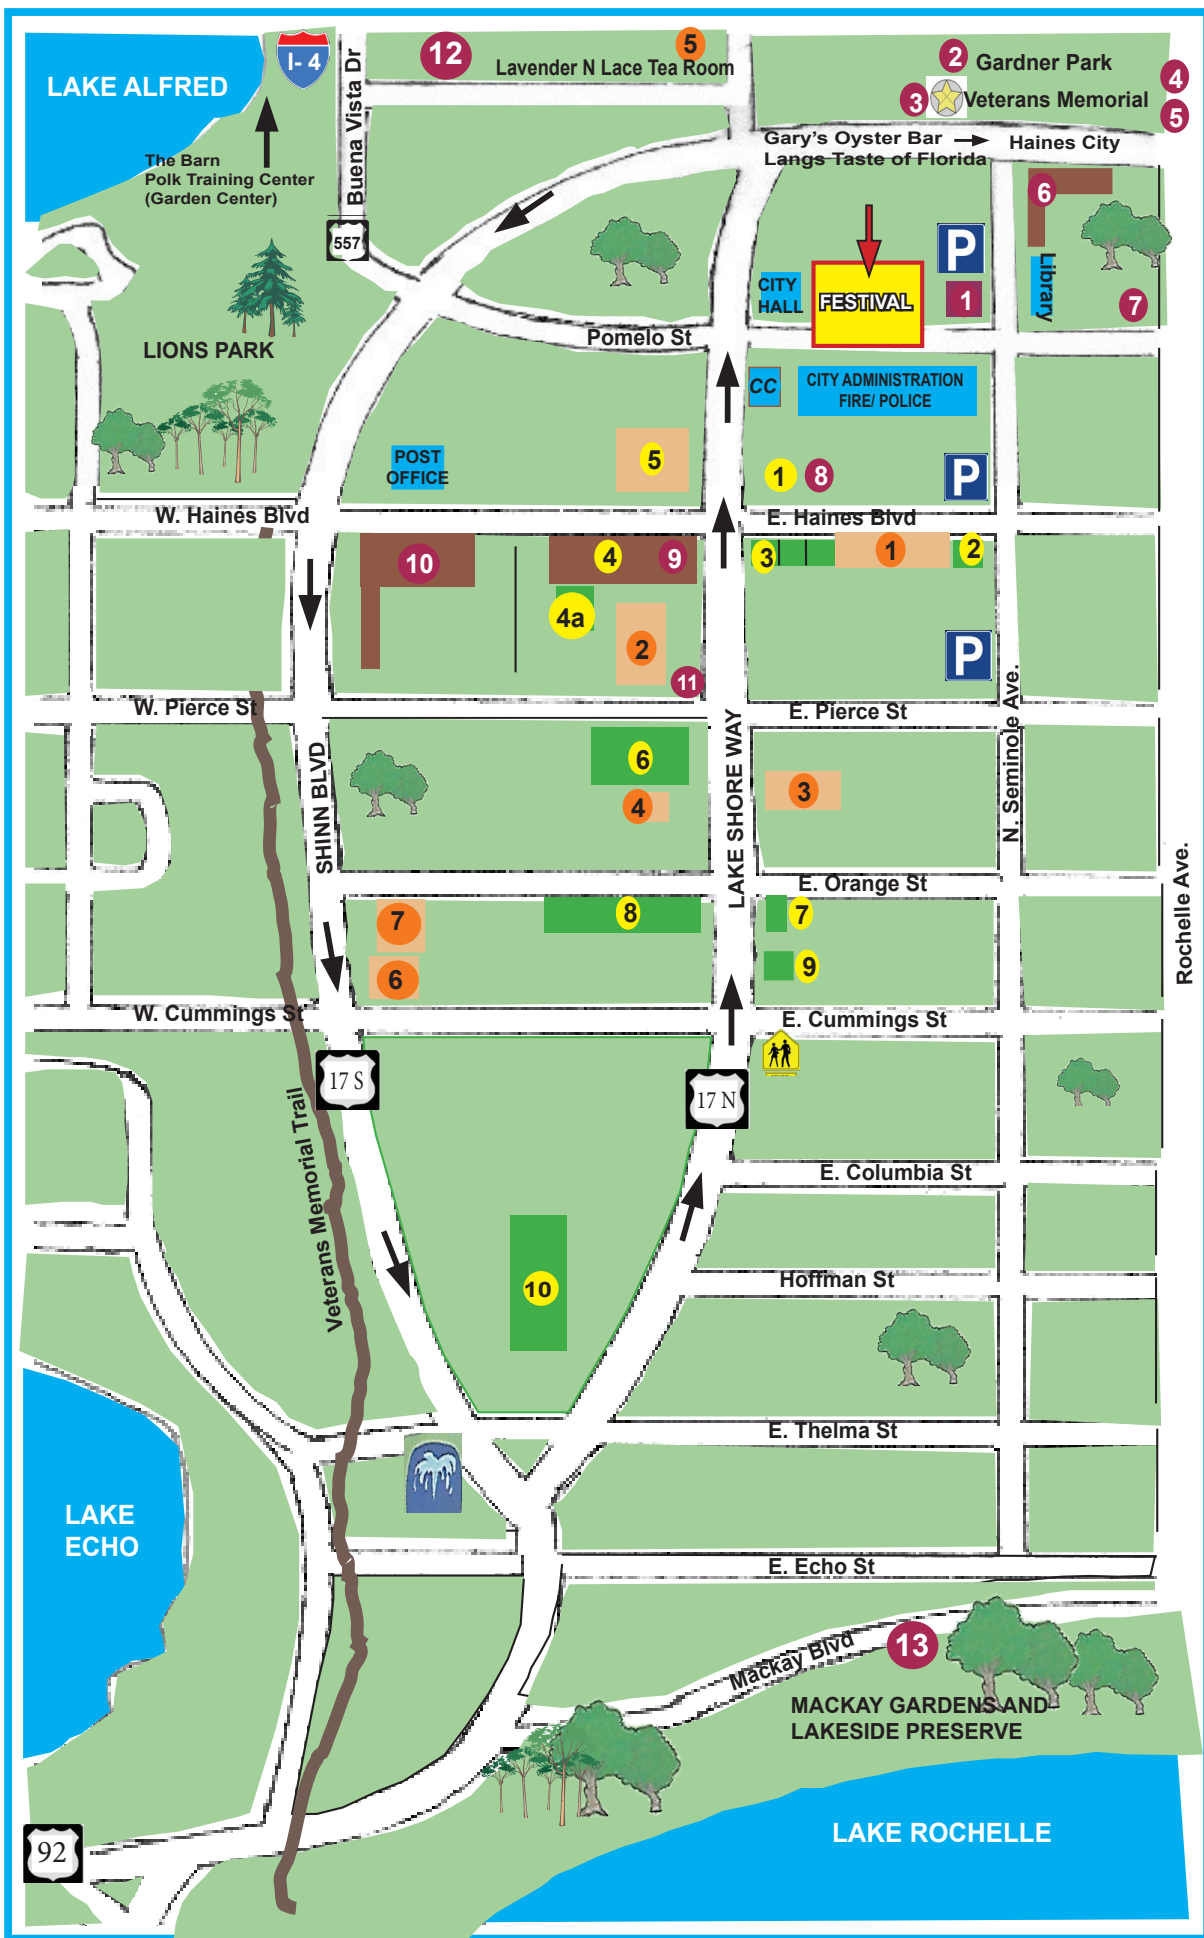 12
5
Lavender N Lace Tea Room
2
Gardner Park
4
3
Veterans Memorial
5
LAKE ALFRED
I- 4
Buena Vista Dr
Gary's Oyster Bar
Langs Taste of Florida
Haines City
The Barn
Polk Training Center
(Garden Center)
557
6
P
Library
CITY
HALL
FESTIVAL
1
7
Pomelo St
LIONS PARK
CC
CITY ADMINISTRATION
FIRE/ POLICE
POST
OFFICE
5
1
8
P
W. Haines Blvd
E. Haines Blvd
10
4
9
3
1
2
4a
2
P
11
W. Pierce St
E. Pierce St
SHINN BLVD
LAKE SHORE WAY
N. Seminole Ave.
Rochelle Ave.
6
4
3
E. Orange St
7
8
7
6
9
W. Cummings St
E. Cummings St
17 S
17 N
Veterans Memorial Trail
E. Columbia St
Hoffman St
10
E. Thelma St
LAKE
ECHO
E. Echo St
Mackay Blvd
13
MACKAY GARDENS AND
LAKESIDE PRESERVE
LAKE ROCHELLE
92